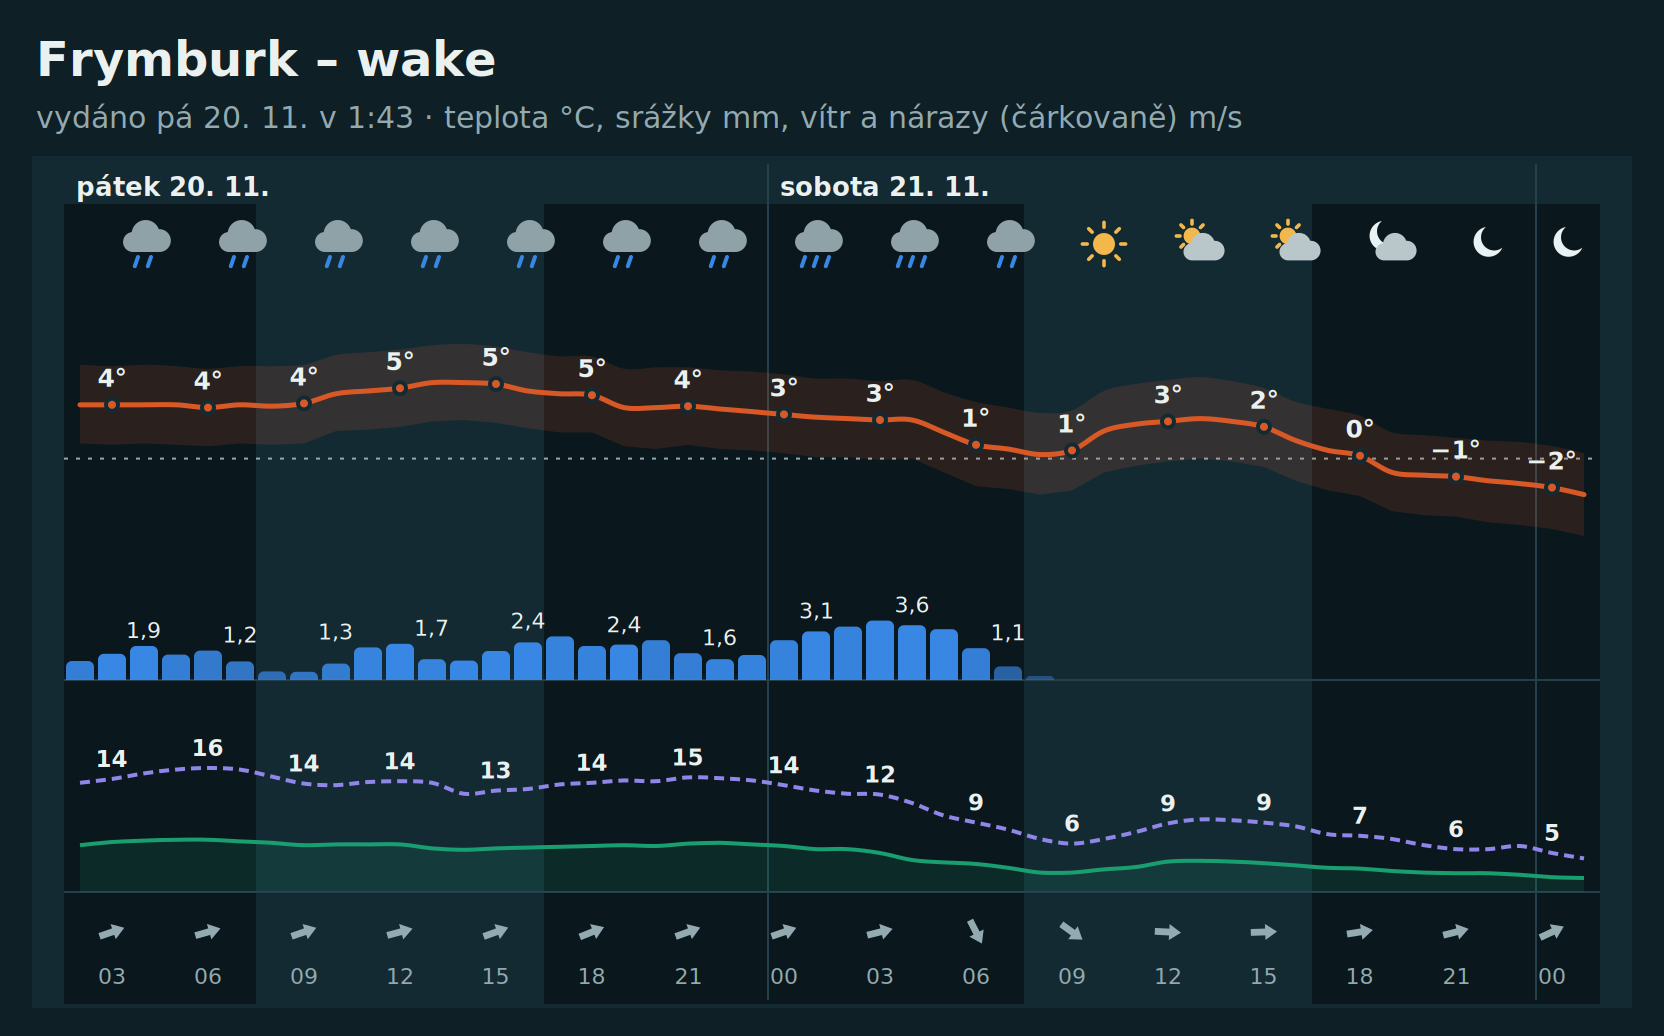 Frymburk – wake
vydáno pá 20. 11. v 1:43 · teplota °C, srážky mm, vítr a nárazy (čárkovaně) m/s
pátek 20. 11. sobota 21. 11.
4° 4° 4° 5° 5° 5° 4° 3° 3° 1° 1° 3° 2° 0° −1° −2°
1,9 1,2 1,3 1,7 2,4 2,4 1,6 3,1 3,6 1,1
14 16 14 14 13 14 15 14 12 9 6 9 9 7 6 5
03 06 09 12 15 18 21 00 03 06 09 12 15 18 21 00